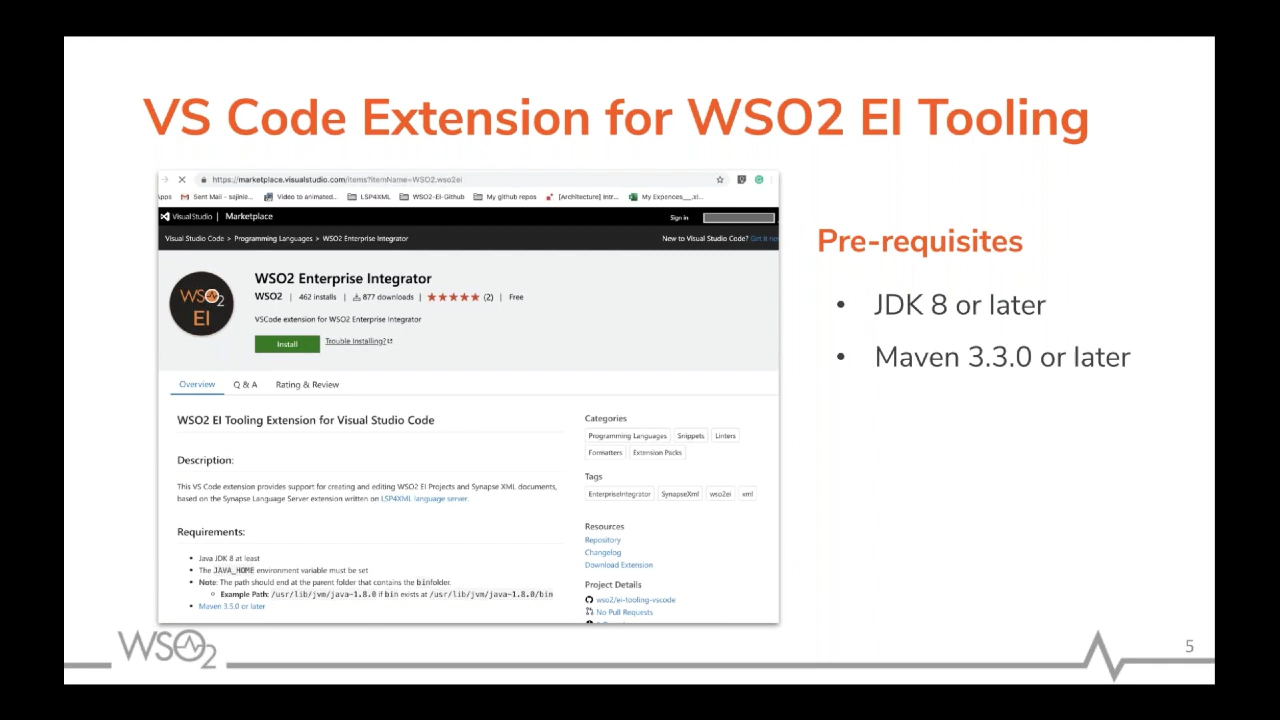 VS Code Extension for WSO2 EI Tooling
https://marketplace.visualstudio.com/items?itemName=WSO2.wso2ei
Apps Sent Mail - sajinie... Video to animated... LSP4XML WSO2-EI-Github My github repos [Architecture] Intr... My Expences__.xl...
Visual Studio | Marketplace Sign in
Visual Studio Code > Programming Languages > WSO2 Enterprise Integrator New to Visual Studio Code? Get it now
WSO2 EI
WSO2 Enterprise Integrator
WSO2 | 462 installs | 877 downloads | (2) | Free
VSCode extension for WSO2 Enterprise Integrator
Install Trouble Installing?
Overview Q & A Rating & Review
WSO2 EI Tooling Extension for Visual Studio Code
Description:
This VS Code extension provides support for creating and editing WSO2 EI Projects and Synapse XML documents,
based on the Synapse Language Server extension written on LSP4XML language server.
Requirements:
• Java JDK 8 at least
• The JAVA_HOME environment variable must be set
• Note: The path should end at the parent folder that contains the binfolder.
Example Path: /usr/lib/jvm/java-1.8.0 if bin exists at /usr/lib/jvm/java-1.8.0/bin
• Maven 3.3.0 or later
Categories
Programming Languages Snippets Linters
Formatters Extension Packs
Tags
EnterpriseIntegrator SynapseXml wso2ei xml
Resources
Repository
Changelog
Download Extension
Project Details
wso2/ei-tooling-vscode
No Pull Requests
Pre-requisites
• JDK 8 or later
• Maven 3.3.0 or later
WSO2
5